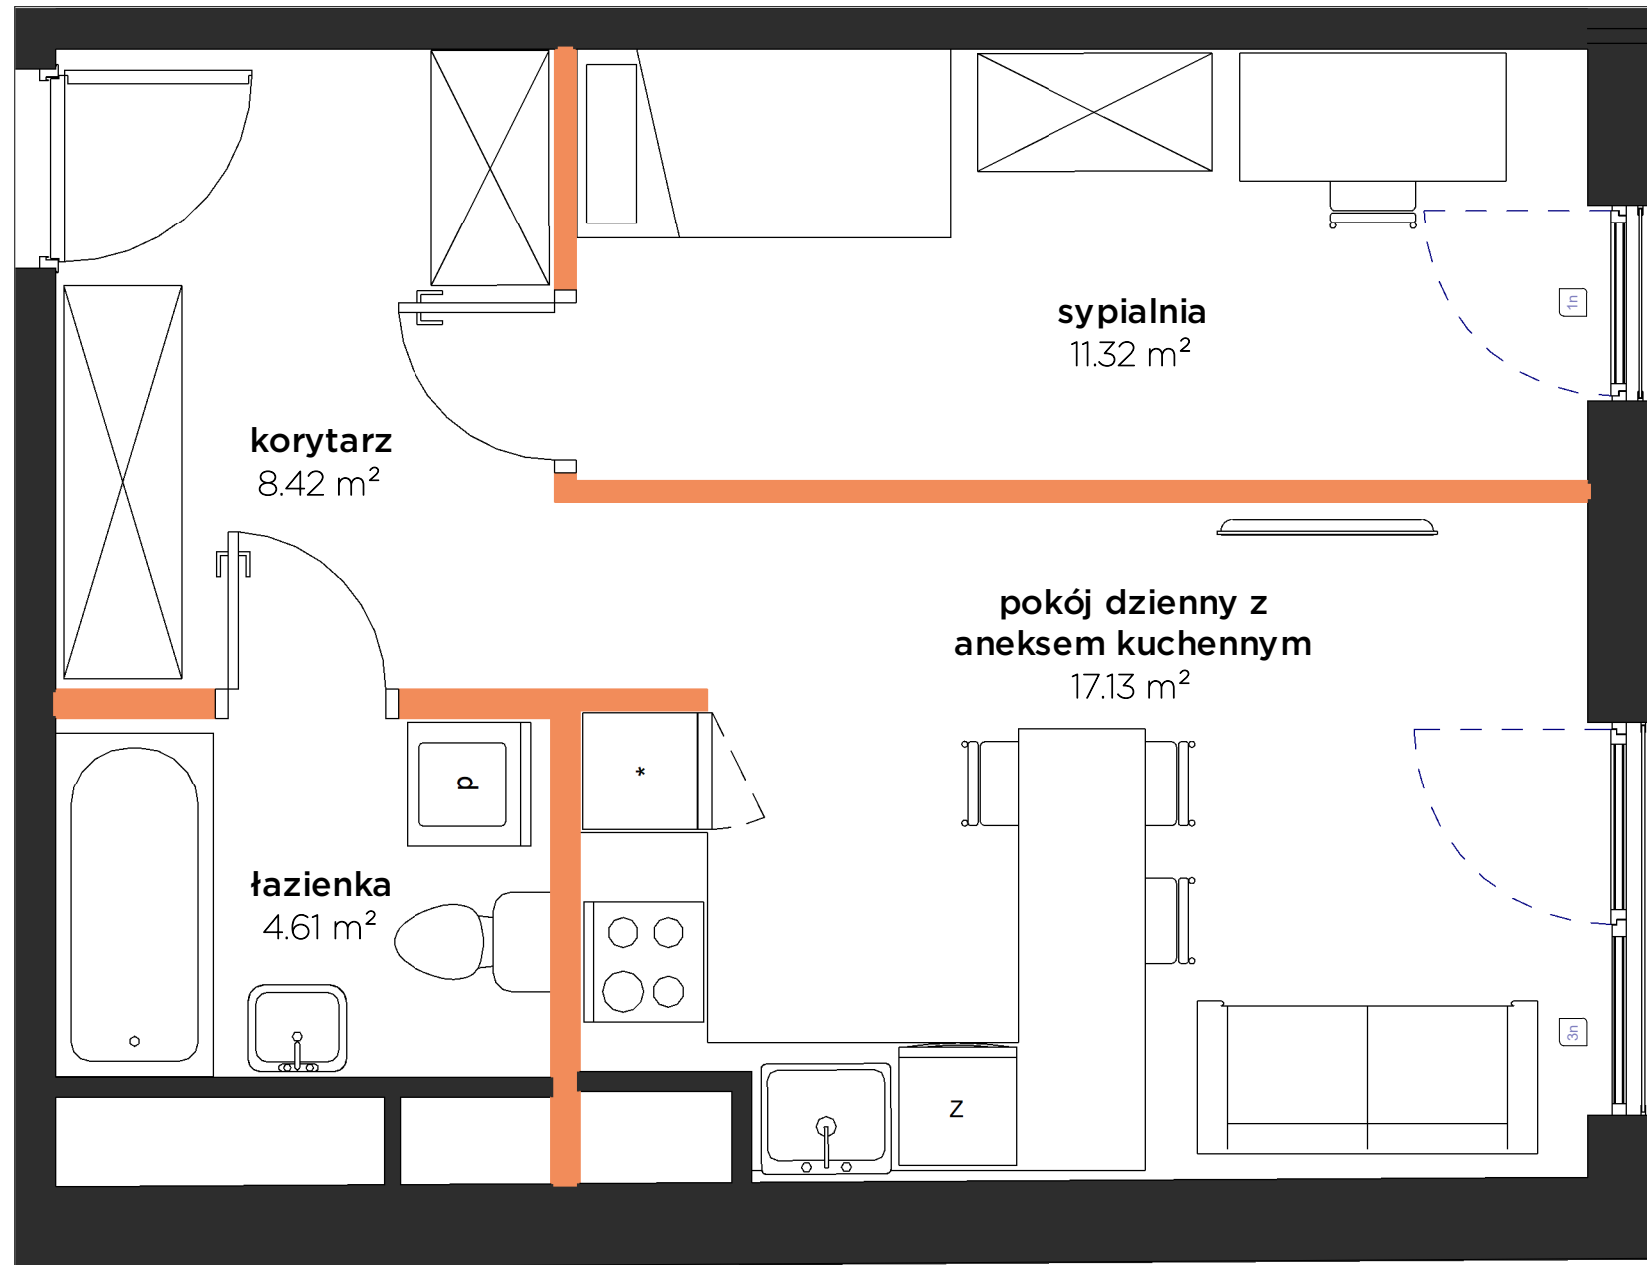 sypialnia
11.32 m²
1n
korytarz
8.42 m²
pokój dzienny z
aneksem kuchennym
17.13 m²
*
p
łazienka
4.61 m²
3n
Z